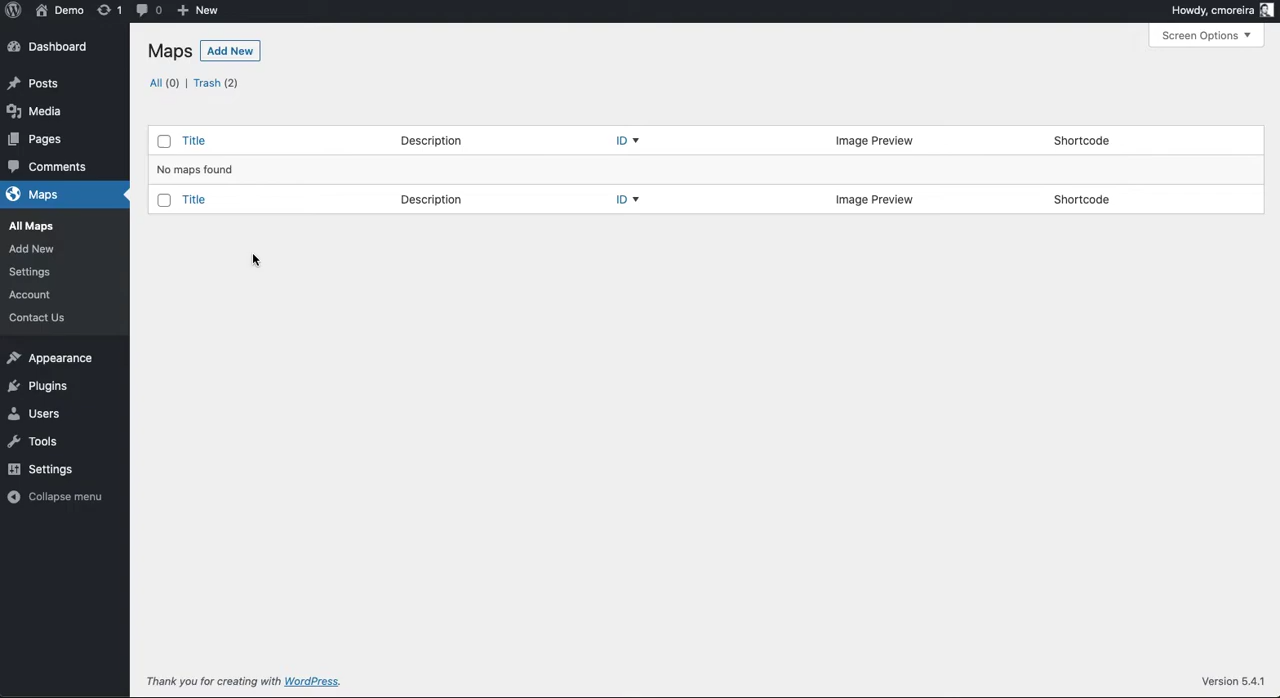 Demo 1 0 New Howdy, cmoreira
Screen Options
Dashboard
Posts
Media
Pages
Comments
Maps
All Maps
Add New
Settings
Account
Contact Us
Appearance
Plugins
Users
Tools
Settings
Collapse menu
Maps Add New
All (0) | Trash (2)
Title Description ID Image Preview Shortcode
No maps found
Title Description ID Image Preview Shortcode
Thank you for creating with WordPress. Version 5.4.1